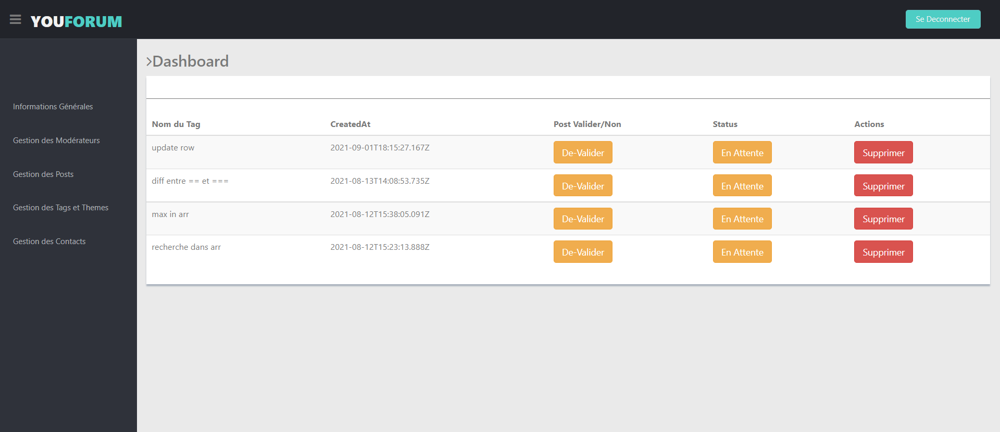 YOUFORUM
Se Deconnecter
Dashboard
Informations Générales
Gestion des Modérateurs
Gestion des Posts
Gestion des Tags et Themes
Gestion des Contacts
Nom du Tag CreatedAt Post Valider/Non Status Actions
update row 2021-09-01T18:15:27.167Z De-Valider En Attente Supprimer
diff entre == et === 2021-08-13T14:08:53.735Z De-Valider En Attente Supprimer
max in arr 2021-08-12T15:38:05.091Z De-Valider En Attente Supprimer
recherche dans arr 2021-08-12T15:23:13.888Z De-Valider En Attente Supprimer